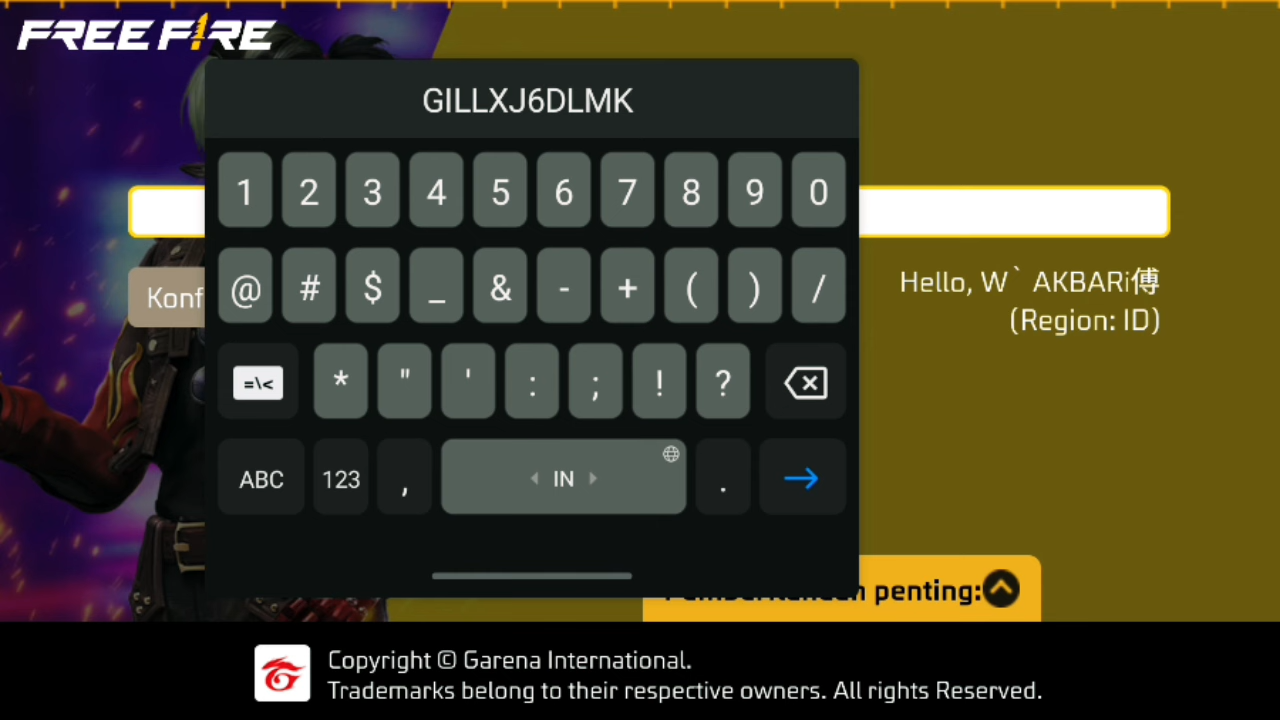 FREE FIRE
GILLXJ6DLMK
1 2 3 4 5 6 7 8 9 0
@ # $ _ & - + ( ) /
Konf
Hello, W` AKBARi傅
(Region: ID)
=\< * " ' : ; ! ?
ABC 123 , IN .
penting:
Copyright © Garena International.
Trademarks belong to their respective owners. All rights Reserved.